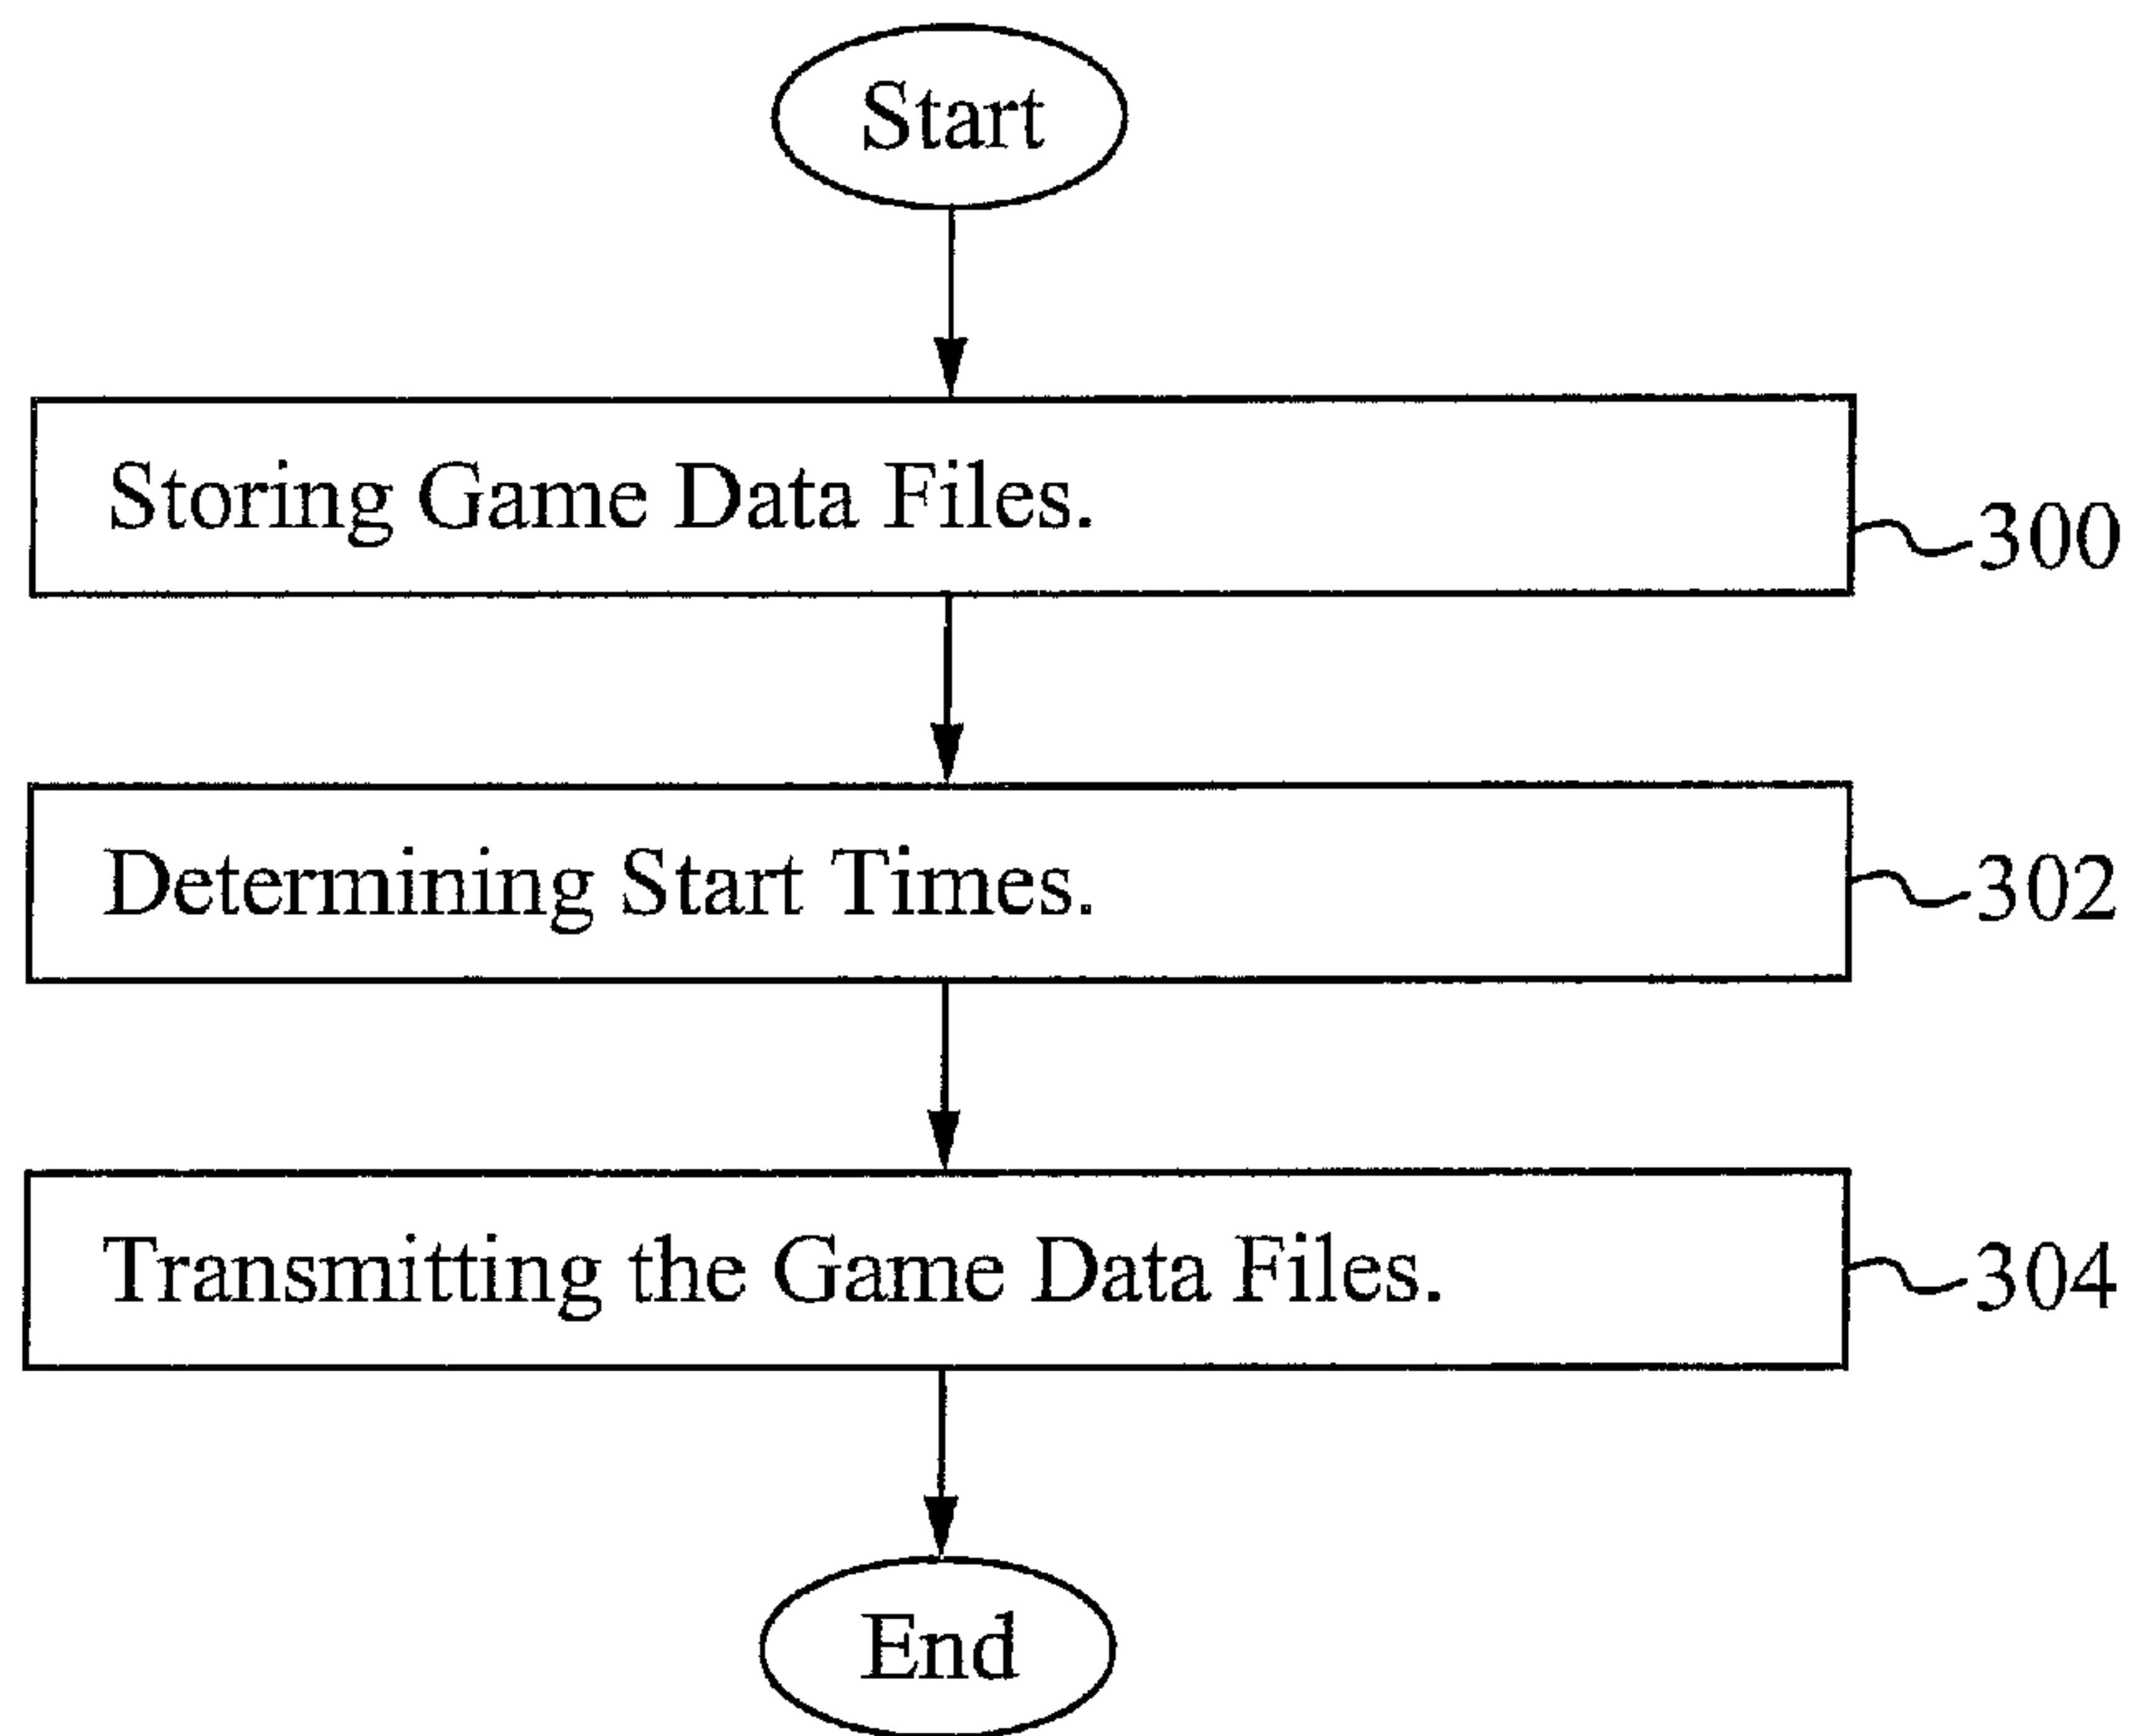 Start
Storing Game Data Files.
300
Determining Start Times.
302
Transmitting the Game Data Files.
304
End